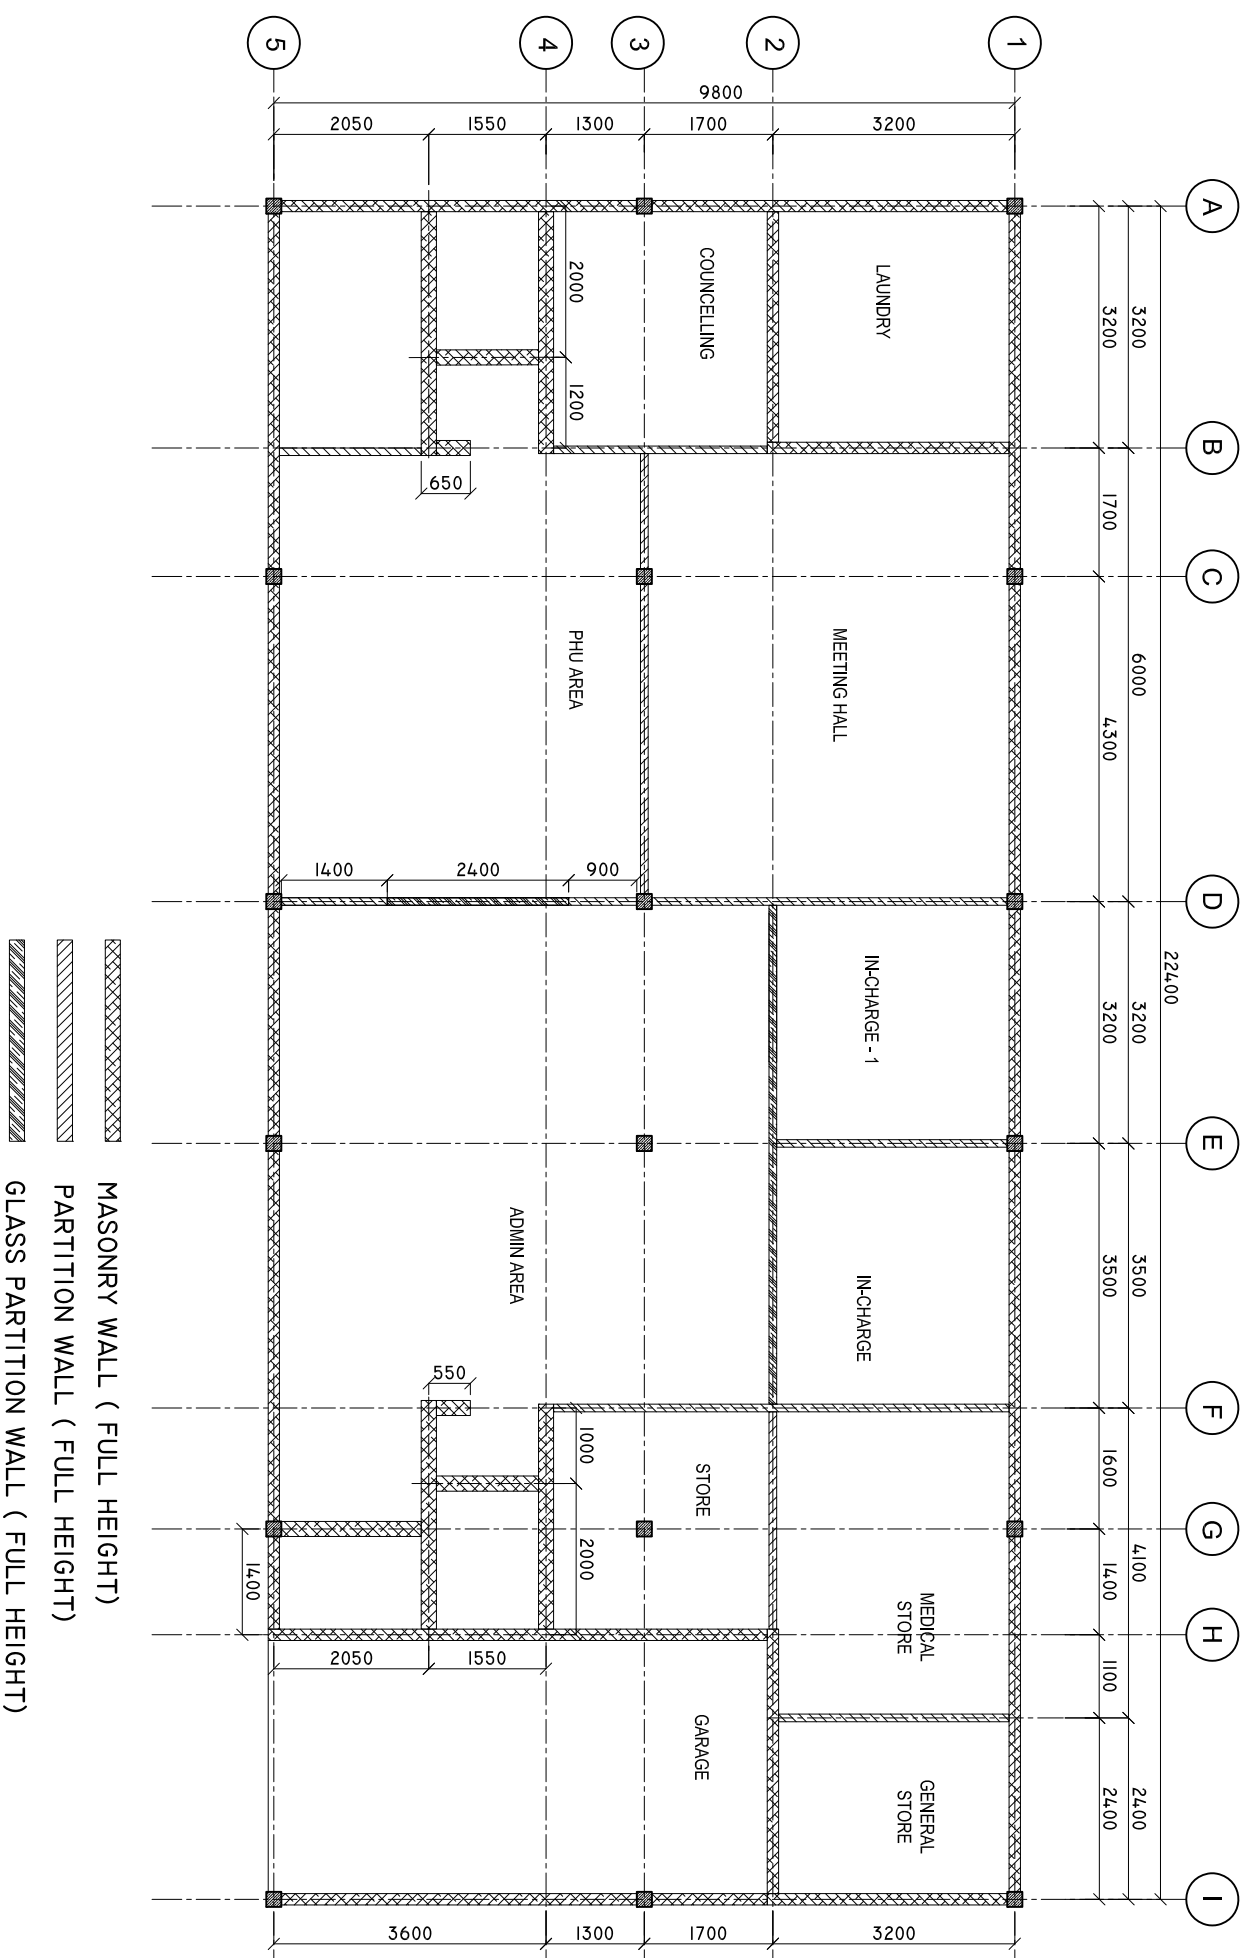 A
B
C
D
E
F
G
H
I
22400
3200
6000
3200
3500
4100
2400
3200
1700
4300
3200
3500
1600
1400
1100
2400
1
2
3
4
5
9800
3200
1700
1300
1550
2050
3200
1700
1300
3600
LAUNDRY
MEETING HALL
IN-CHARGE - 1
IN-CHARGE
MEDICAL
STORE
GENERAL
STORE
COUNCELLING
STORE
GARAGE
2000
1200
PHU AREA
ADMIN AREA
1000
2000
650
900
2400
1400
550
1550
2050
1400
MASONRY WALL ( FULL HEIGHT)
PARTITION WALL ( FULL HEIGHT)
GLASS PARTITION WALL ( FULL HEIGHT)